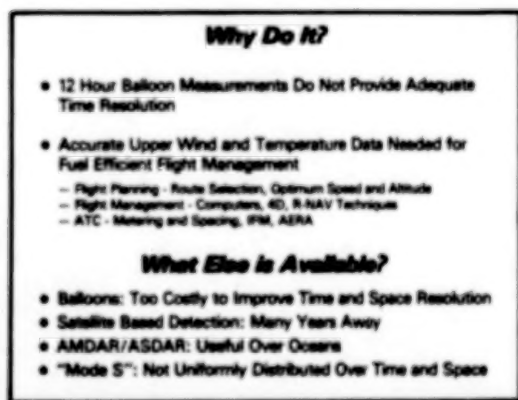 Why Do It?
• 12 Hour Balloon Measurements Do Not Provide Adequate
Time Resolution
• Accurate Upper Wind and Temperature Data Needed for
Fuel Efficient Flight Management
– Flight Planning - Route Selection, Optimum Speed and Altitude
– Flight Management - Computers, 4D, R-NAV Techniques
– ATC - Metering and Spacing, IFM, AERA
What Else is Available?
• Balloons: Too Costly to Improve Time and Space Resolution
• Satellite Based Detection: Many Years Away
• AMDAR/ASDAR: Useful Over Oceans
• "Mode S": Not Uniformly Distributed Over Time and Space